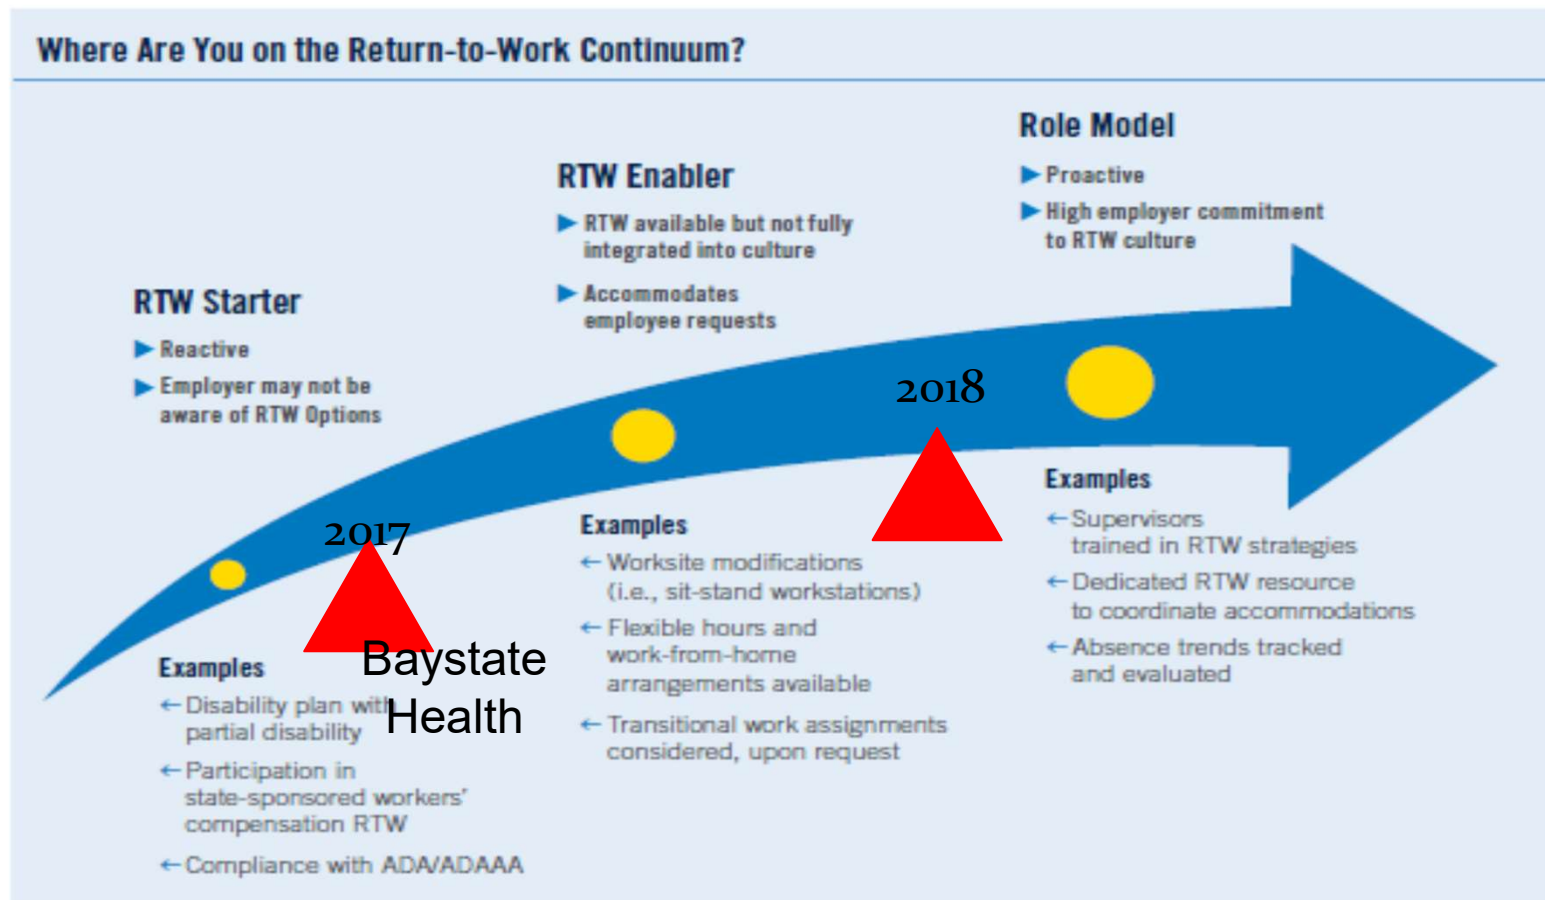 Where Are You on the Return-to-Work Continuum?
RTW Starter
Reactive
Employer may not be
aware of RTW Options
RTW Enabler
RTW available but not fully
integrated into culture
Accommodates
employee requests
Role Model
Proactive
High employer commitment
to RTW culture
2017
2018
Baystate
Health
Examples
Disability plan with
partial disability
Participation in
state-sponsored workers’
compensation RTW
Compliance with ADA/ADAAA
Examples
Worksite modifications
(i.e., sit-stand workstations)
Flexible hours and
work-from-home
arrangements available
Transitional work assignments
considered, upon request
Examples
Supervisors
trained in RTW strategies
Dedicated RTW resource
to coordinate accommodations
Absence trends tracked
and evaluated